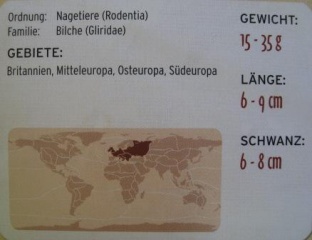 Ordnung: Nagetiere (Rodentia)
Familie: Bilche (Gliridae)
GEBIETE:
Britannien, Mitteleuropa, Osteuropa, Südeuropa
GEWICHT:
15 - 35 g
LÄNGE:
6 - 9 cm
SCHWANZ:
6 - 8 cm